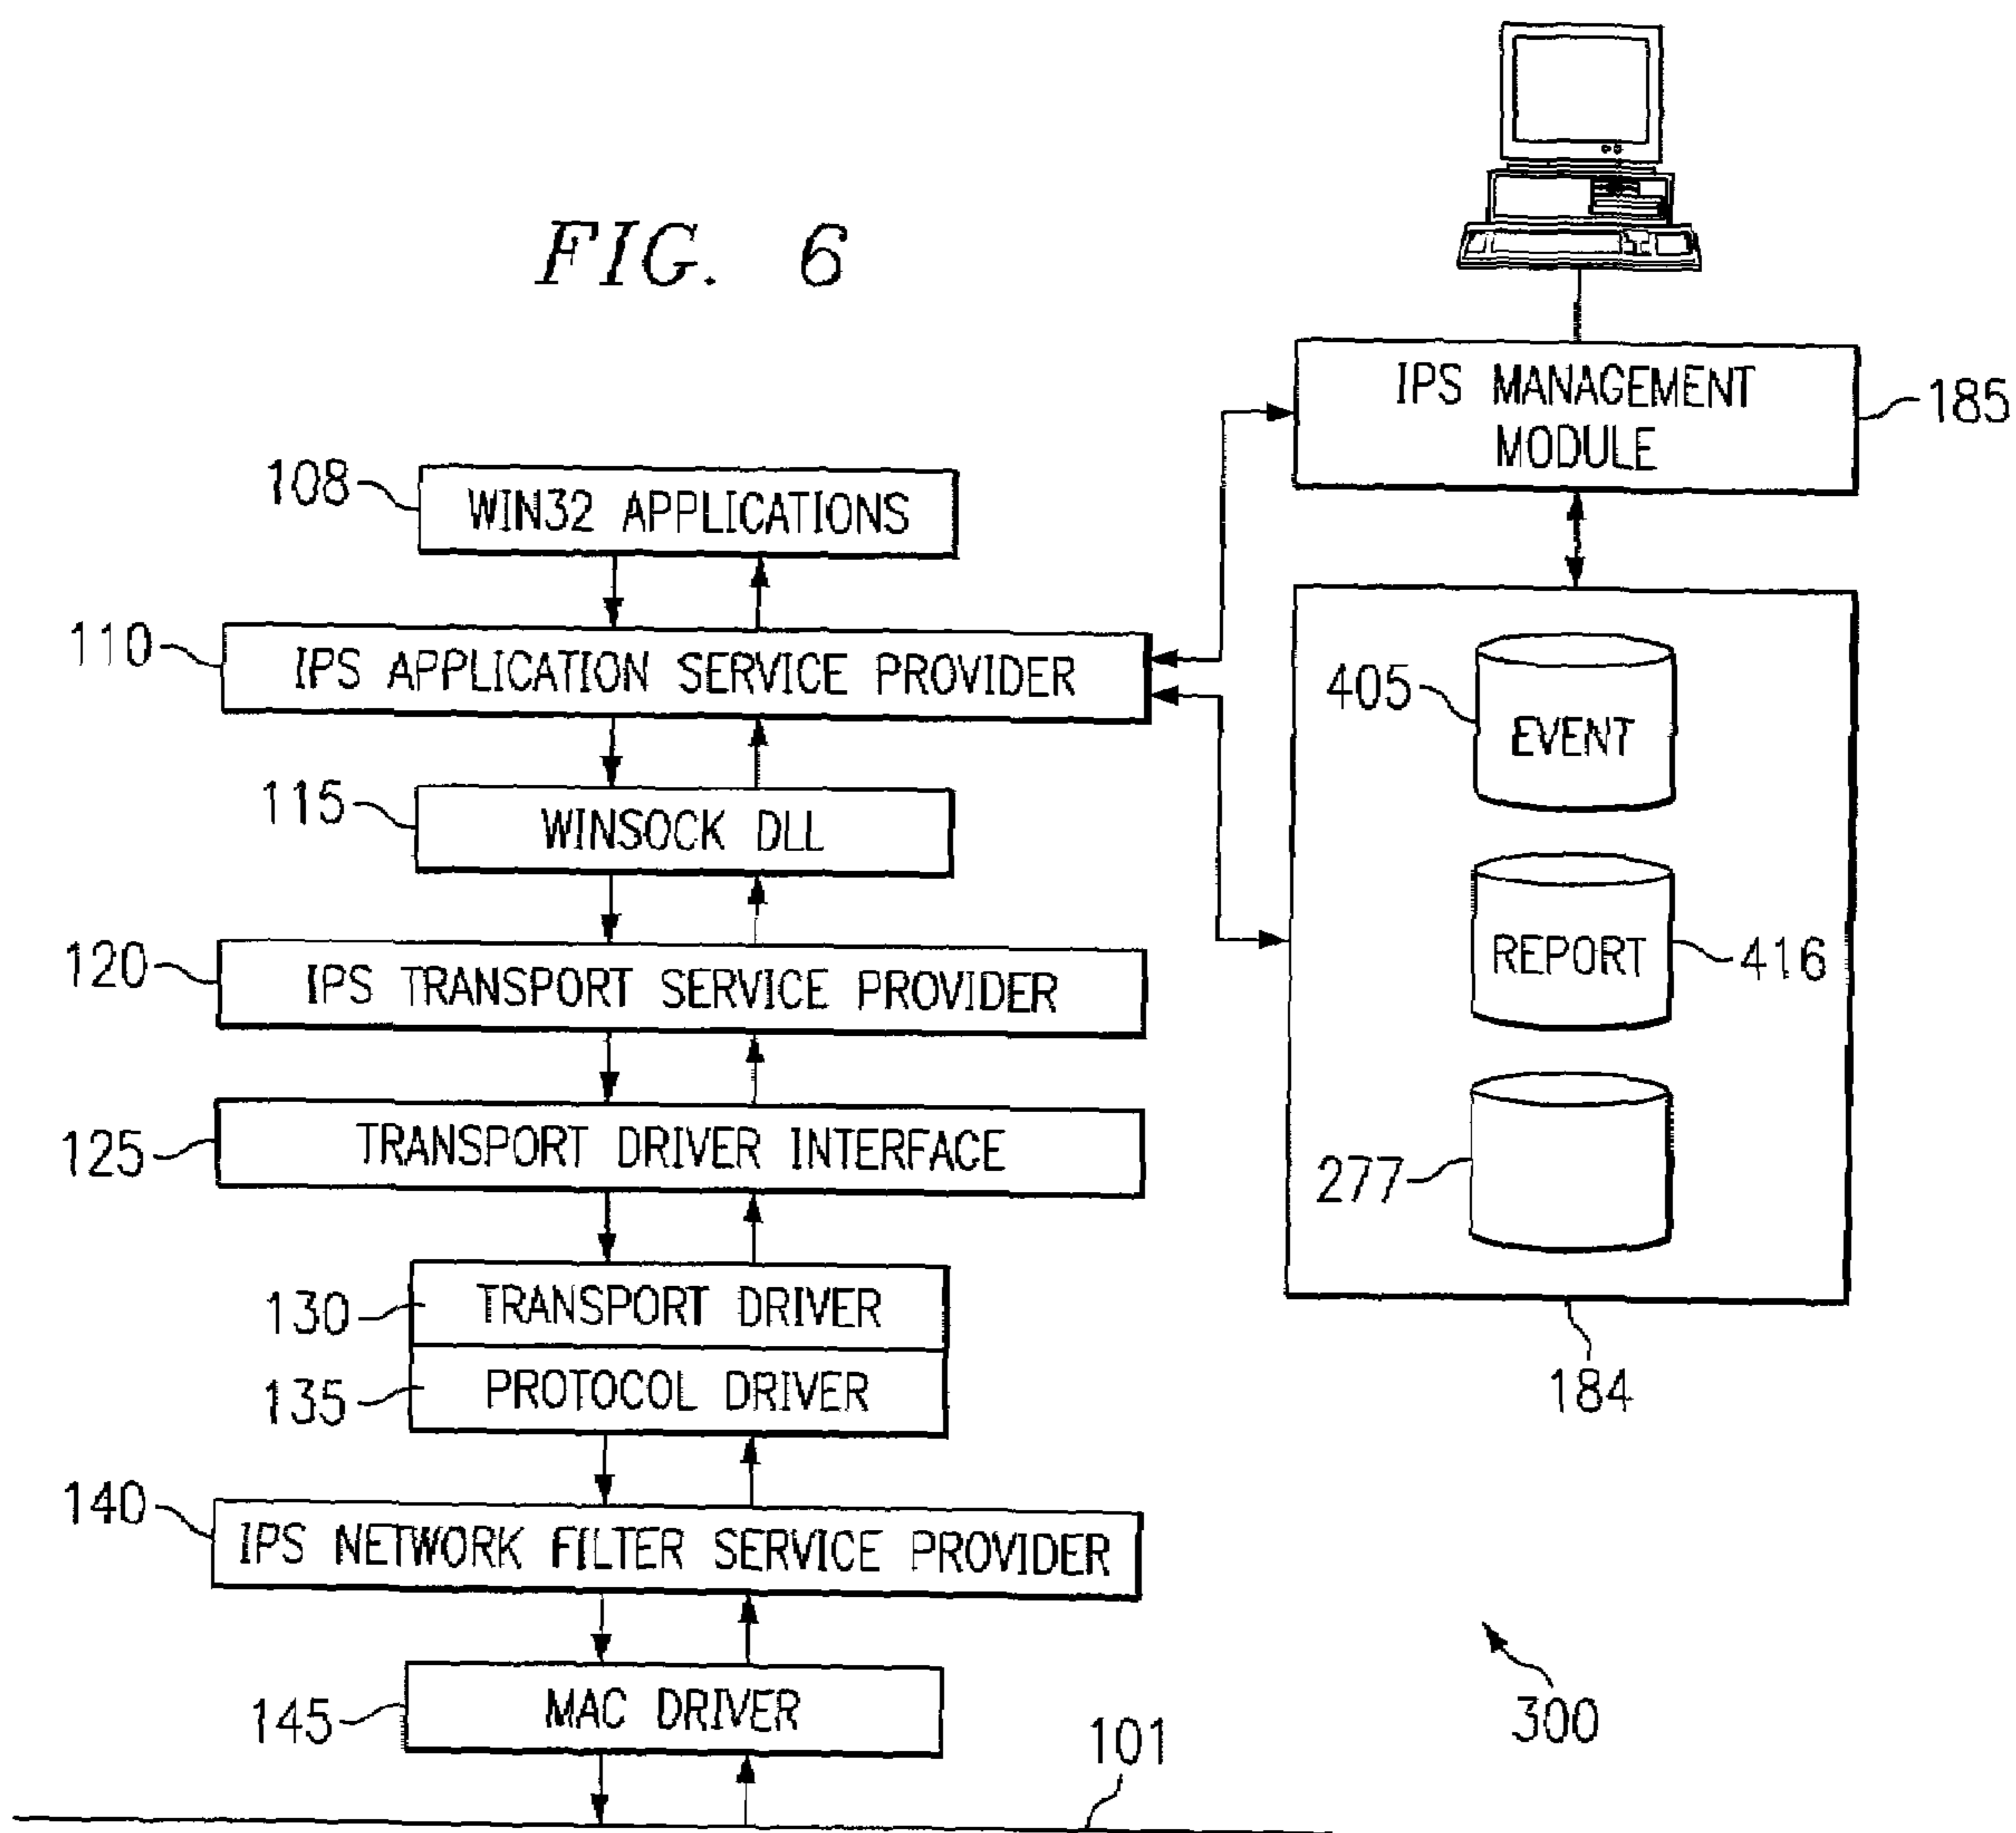 FIG. 6
IPS MANAGEMENT
MODULE
185
108
WIN32 APPLICATIONS
110
IPS APPLICATION SERVICE PROVIDER
405
EVENT
115
WINSOCK DLL
120
IPS TRANSPORT SERVICE PROVIDER
REPORT
416
125
TRANSPORT DRIVER INTERFACE
277
130
TRANSPORT DRIVER
135
PROTOCOL DRIVER
184
140
IPS NETWORK FILTER SERVICE PROVIDER
145
MAC DRIVER
300
101